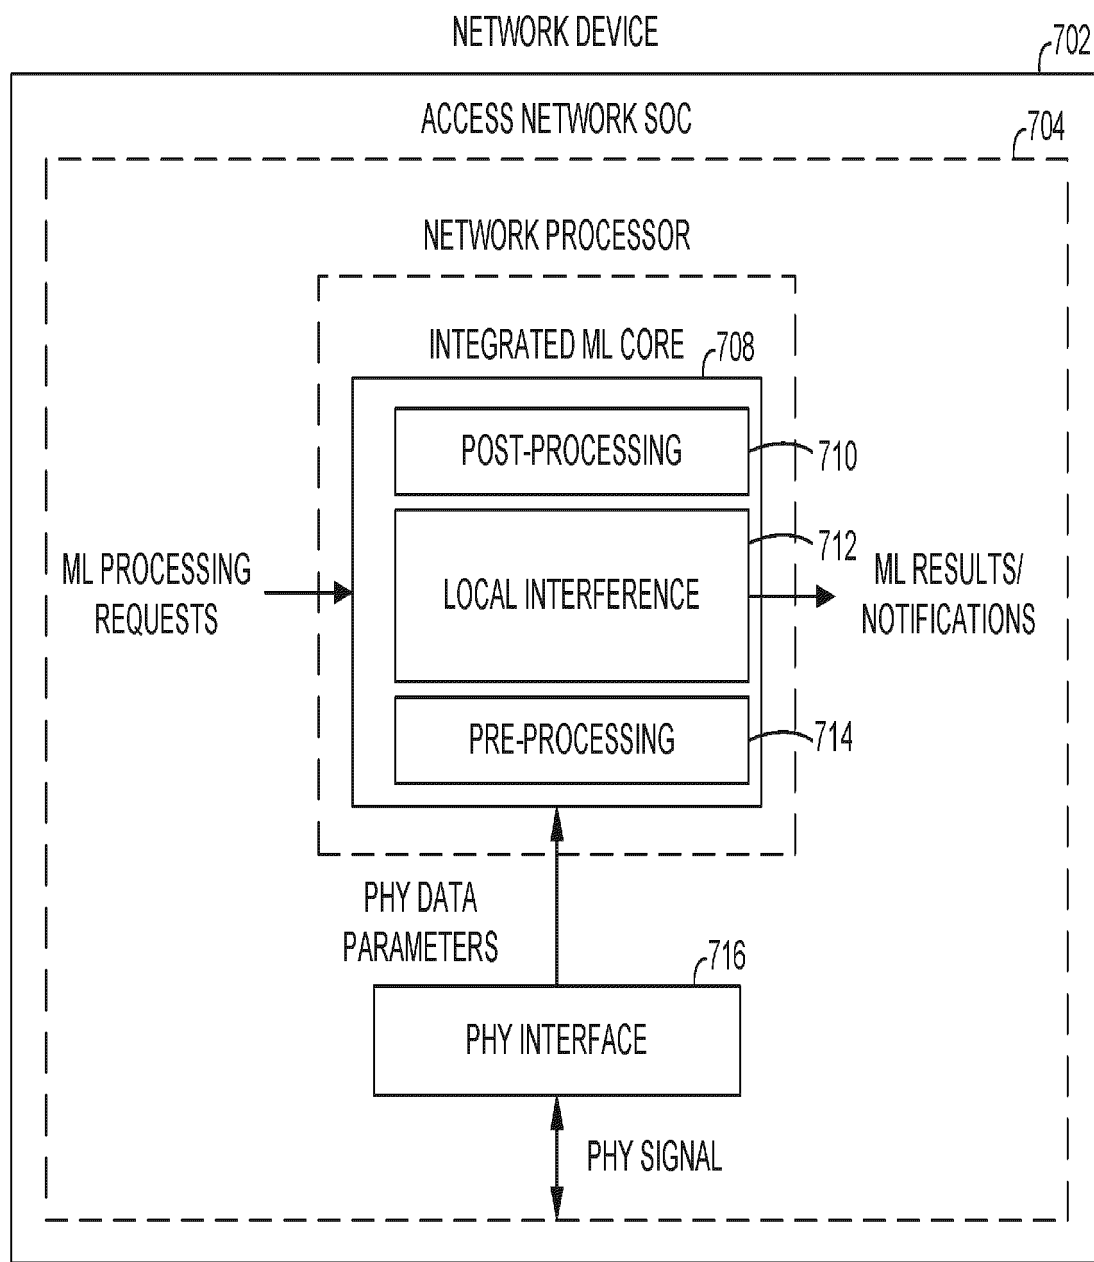 NETWORK DEVICE
702
ACCESS NETWORK SOC
704
NETWORK PROCESSOR
INTEGRATED ML CORE
708
POST-PROCESSING
710
712
ML PROCESSING
REQUESTS
LOCAL INTERFERENCE
ML RESULTS/
NOTIFICATIONS
PRE-PROCESSING
714
PHY DATA
PARAMETERS
716
PHY INTERFACE
PHY SIGNAL